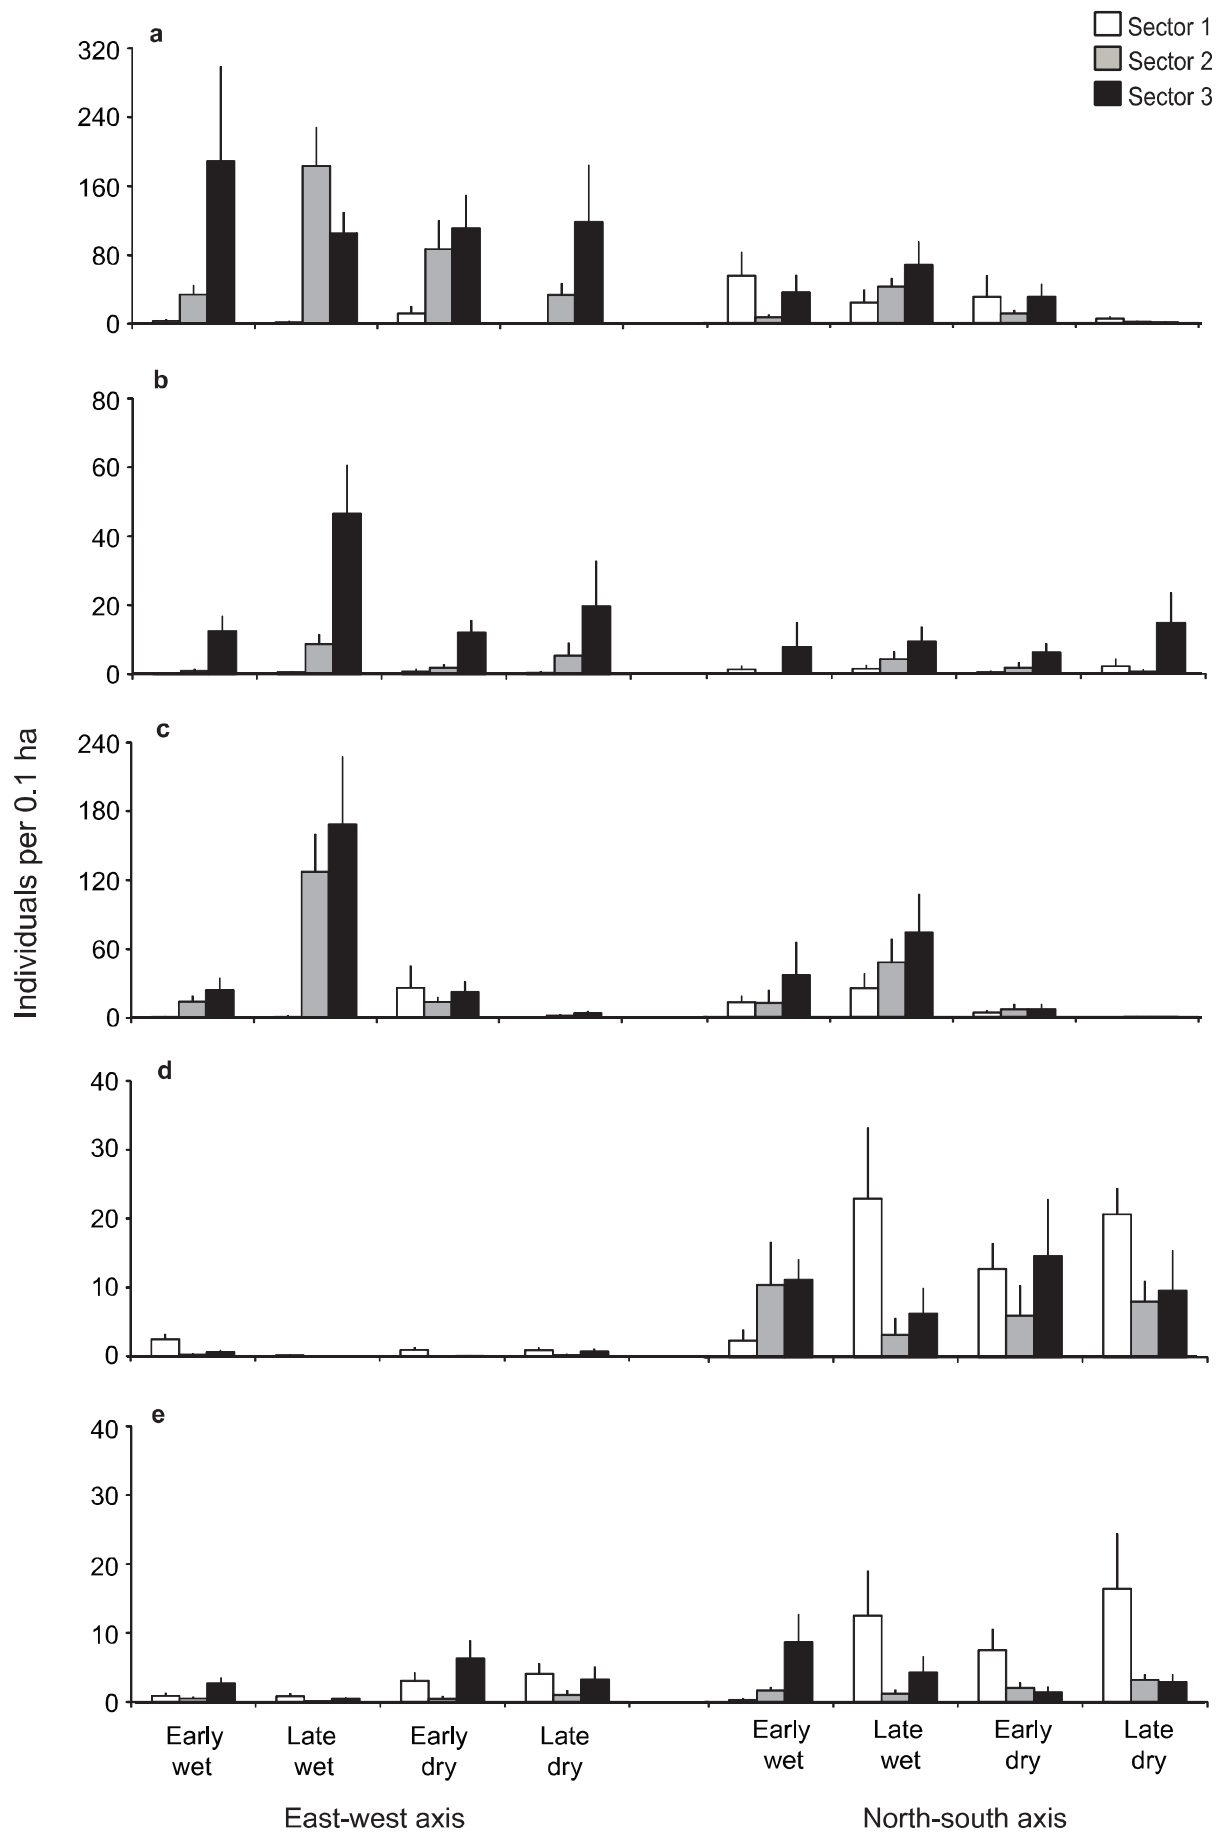 Sector 1
Sector 2
Sector 3
Individuals per 0.1 ha
a
320
240
160
80
0
b
80
60
40
20
0
c
240
180
120
60
0
d
40
30
20
10
0
e
40
30
20
10
0
Early
wet
Late
wet
Early
dry
Late
dry
Early
wet
Late
wet
Early
dry
Late
dry
East-west axis
North-south axis